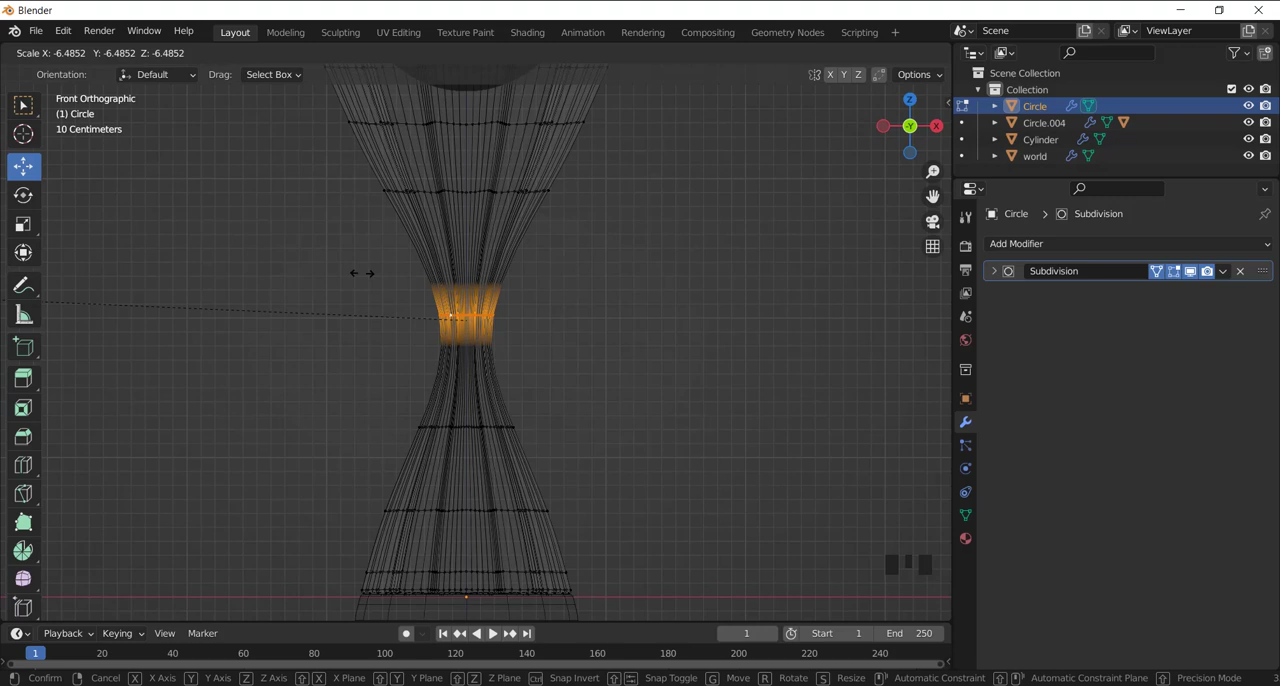 Blender
File Edit Render Window Help Layout Modeling Sculpting UV Editing Texture Paint Shading Animation Rendering Compositing Geometry Nodes Scripting + Scene ViewLayer
Scale X: -6.4852 Y: -6.4852 Z: -6.4852
Orientation: Default Drag: Select Box X Y Z Options
Front Orthographic
(1) Circle
10 Centimeters
Z
-Y
X
Scene Collection
Collection
Circle
Circle.004
Cylinder
world
Circle > Subdivision
Add Modifier
Subdivision
Playback Keying View Marker 1 Start 1 End 250
1 20 40 60 80 100 120 140 160 180 200 220 240
Confirm Cancel X X Axis Y Y Axis Z Z Axis X X Plane Y Y Plane Z Z Plane Ctrl Snap Invert Snap Toggle G Move R Rotate S Resize Automatic Constraint Automatic Constraint Plane Precision Mode 3